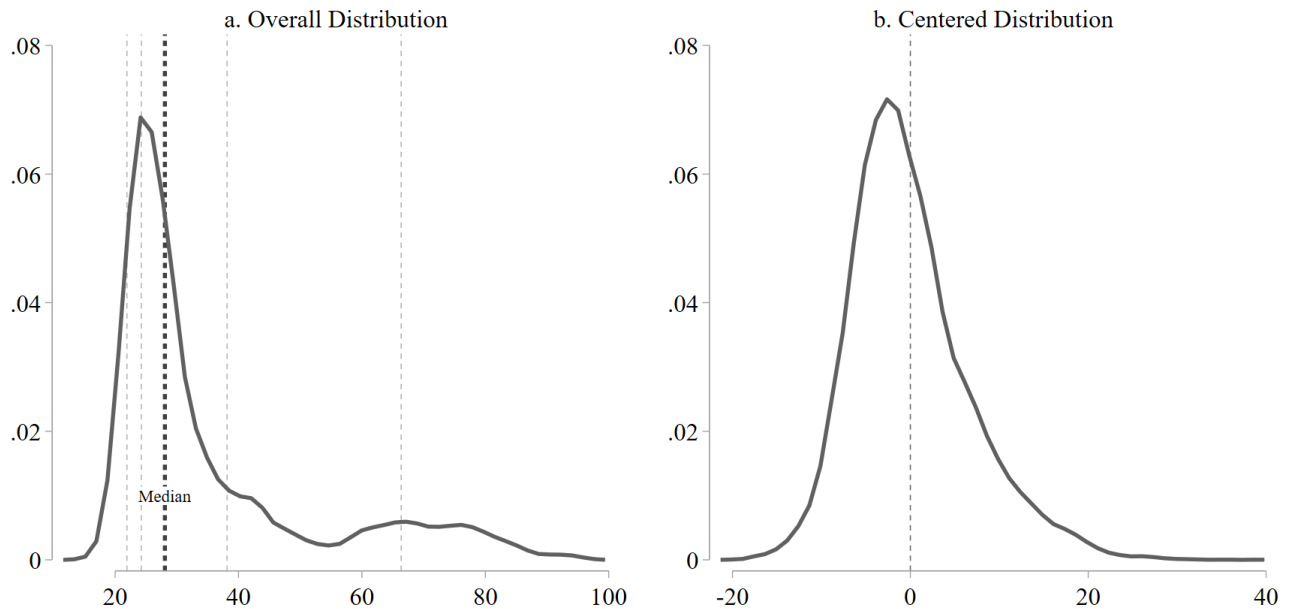 a. Overall Distribution
.08
.06
.04
.02
0
Median
20 40 60 80 100
b. Centered Distribution
.08
.06
.04
.02
0
-20 0 20 40